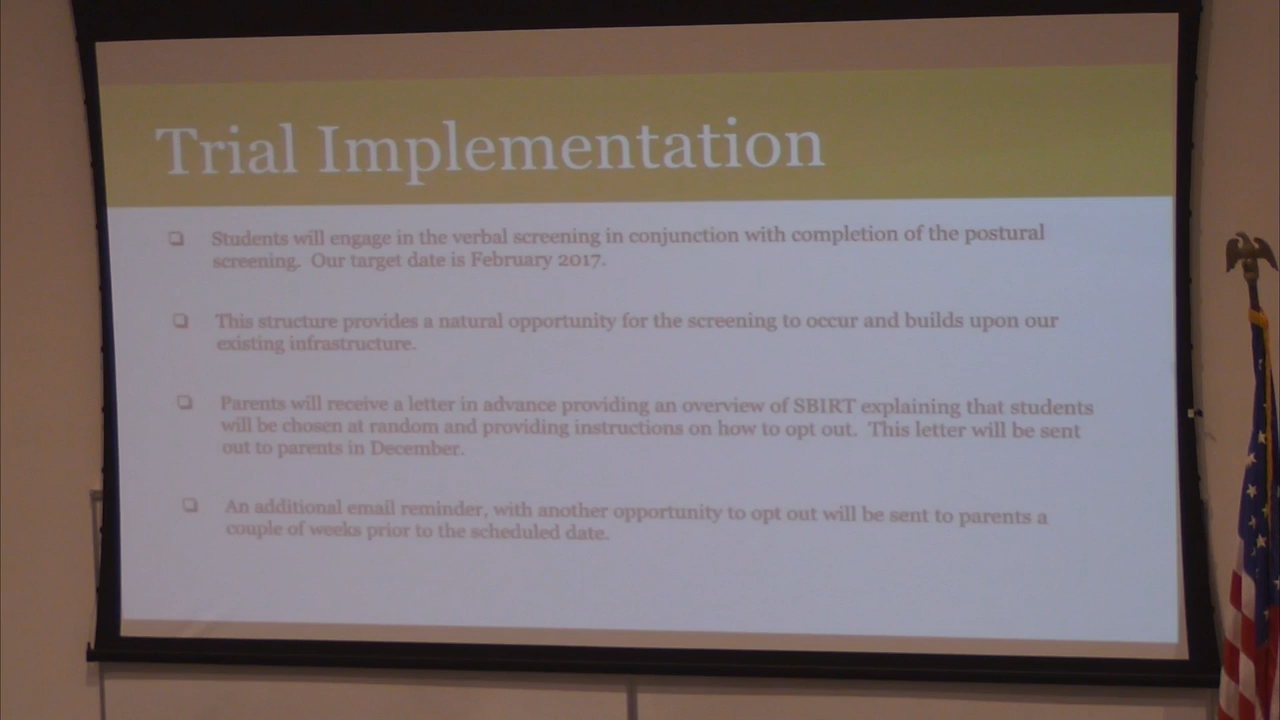 Trial Implementation
Students will engage in the verbal screening in conjunction with completion of the postural
screening.  Our target date is February 2017.
This structure provides a natural opportunity for the screening to occur and builds upon our
existing infrastructure.
Parents will receive a letter in advance providing an overview of SBIRT explaining that students
will be chosen at random and providing instructions on how to opt out.  This letter will be sent
out to parents in December.
An additional email reminder, with another opportunity to opt out will be sent to parents a
couple of weeks prior to the scheduled date.